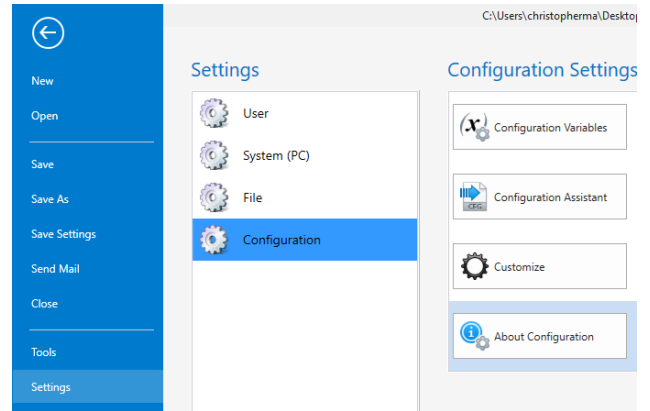 C:\Users\christopherma\Deskto
New
Open
Save
Save As
Save Settings
Send Mail
Close
Tools
Settings
Settings
User
System (PC)
File
Configuration
Configuration Settings
(x)
Configuration Variables
CFG
Configuration Assistant
Customize
About Configuration